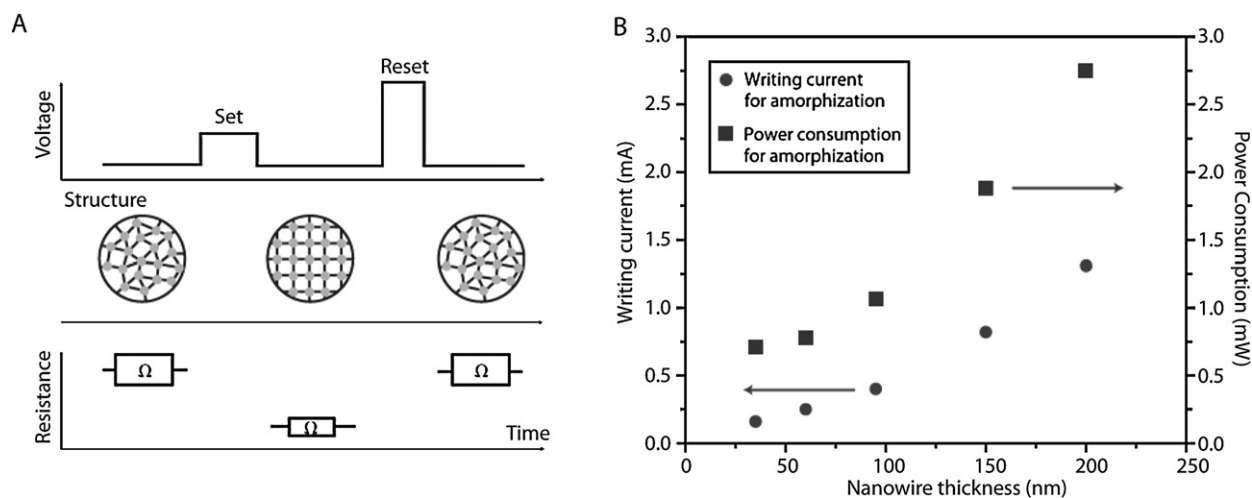 A
Voltage
Set
Reset
Structure
Resistance
Ω
Ω
Ω
Time
B
Writing current (mA)
3.0
2.5
2.0
1.5
1.0
0.5
0.0
Writing current
for amorphization
Power consumption
for amorphization
3.0
2.5
2.0
1.5
1.0
0.5
0.0
Power Consumption (mW)
0
50
100
150
200
250
Nanowire thickness (nm)